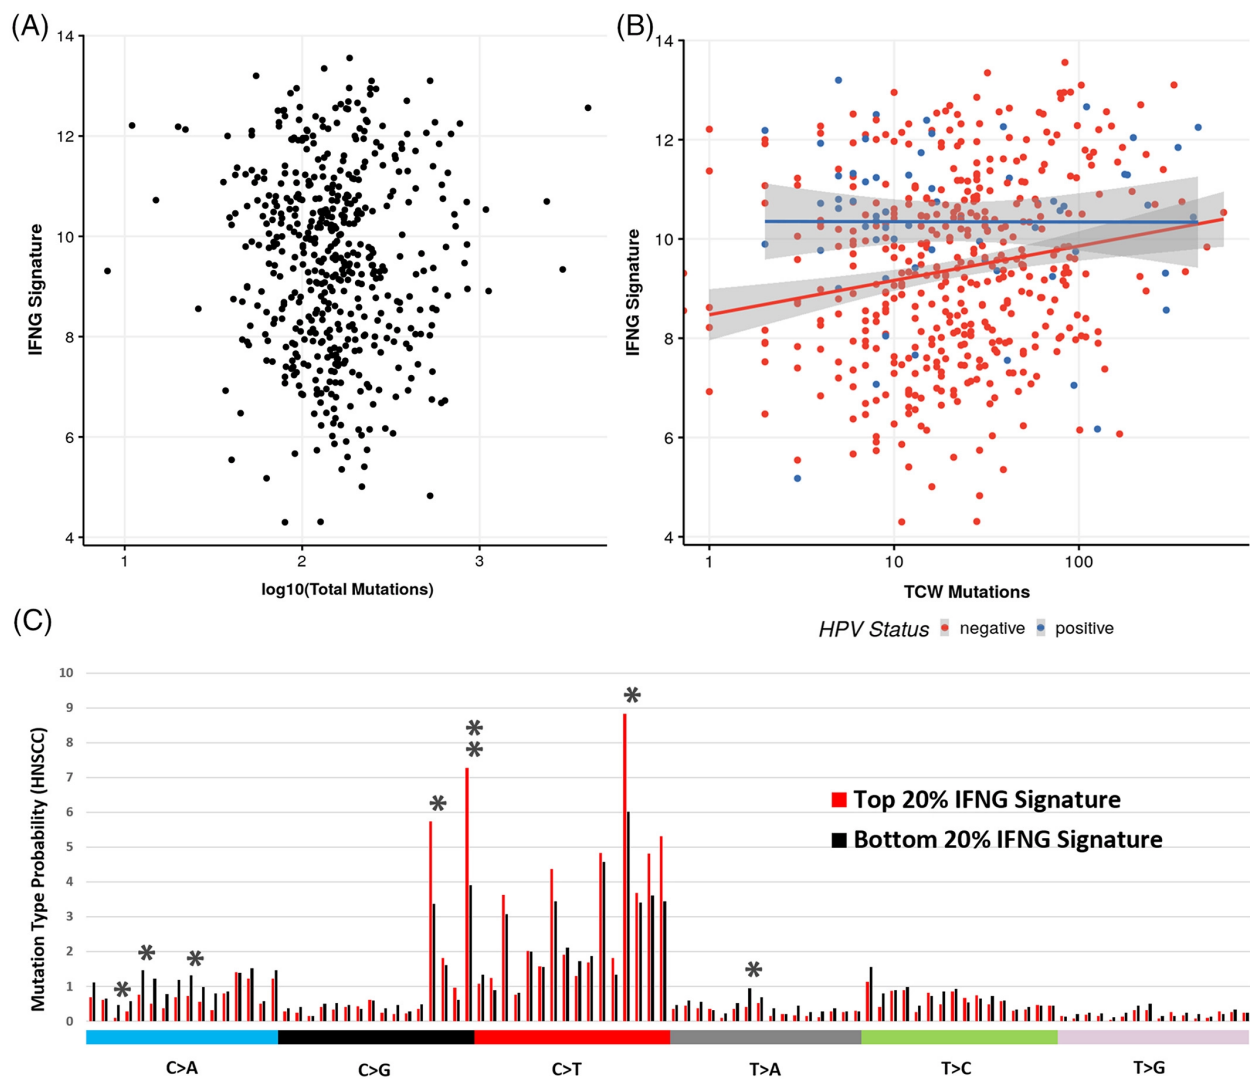 (A)
14
12
10
8
6
4
IFNG Signature
1
2
3
log10(Total Mutations)
(B)
14
12
10
8
6
4
IFNG Signature
1
10
100
TCW Mutations
HPV Status negative positive
(C)
10
9
8
7
6
5
4
3
2
1
0
Mutation Type Probability (HNSCC)
*
*
*
*
*
*
*
*
Top 20% IFNG Signature
Bottom 20% IFNG Signature
C>A
C>G
C>T
T>A
T>C
T>G